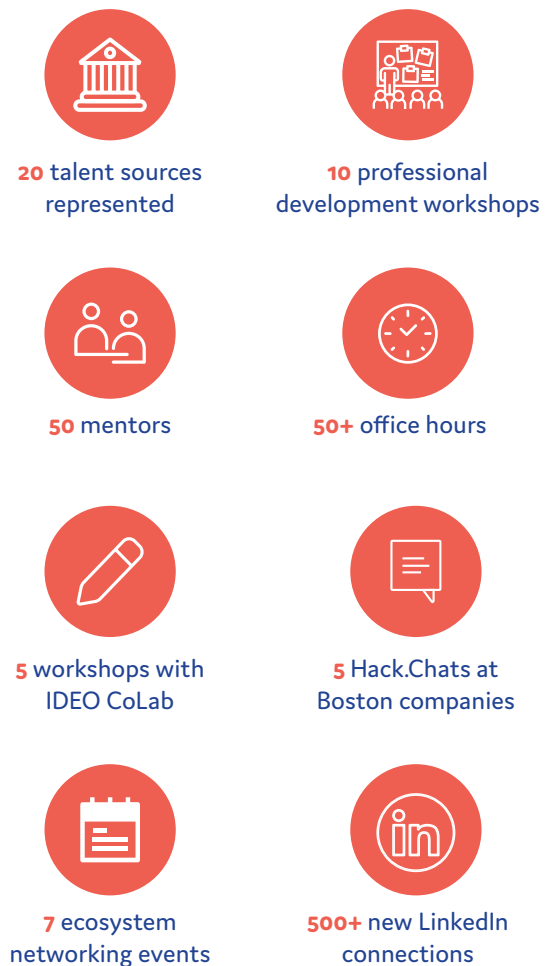 20 talent sources
represented
10 professional
development workshops
50 mentors
50+ office hours
5 workshops with
IDEO CoLab
5 Hack.Chats at
Boston companies
in
7 ecosystem
networking events
500+ new LinkedIn
connections